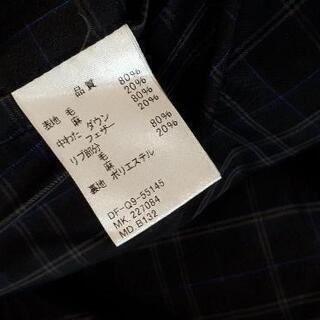 品質
表地 毛 80%
麻 20%
中わた ダウン 80%
フェザー 20%
リブ部分 毛 80%
麻 20%
裏地 ポリエステル
DF-Q9-55145
MK. 227084
MD. B132